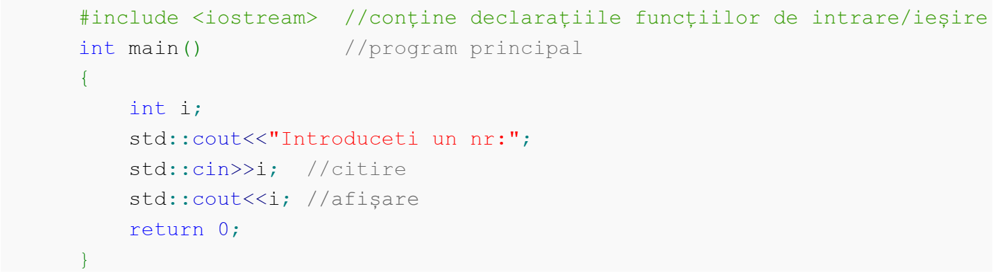 #include <iostream>  //conține declarațiile funcțiilor de intrare/ieșire
int main()           //program principal
{
    int i;
    std::cout<<"Introduceti un nr:";
    std::cin>>i;  //citire
    std::cout<<i; //afișare
    return 0;
}